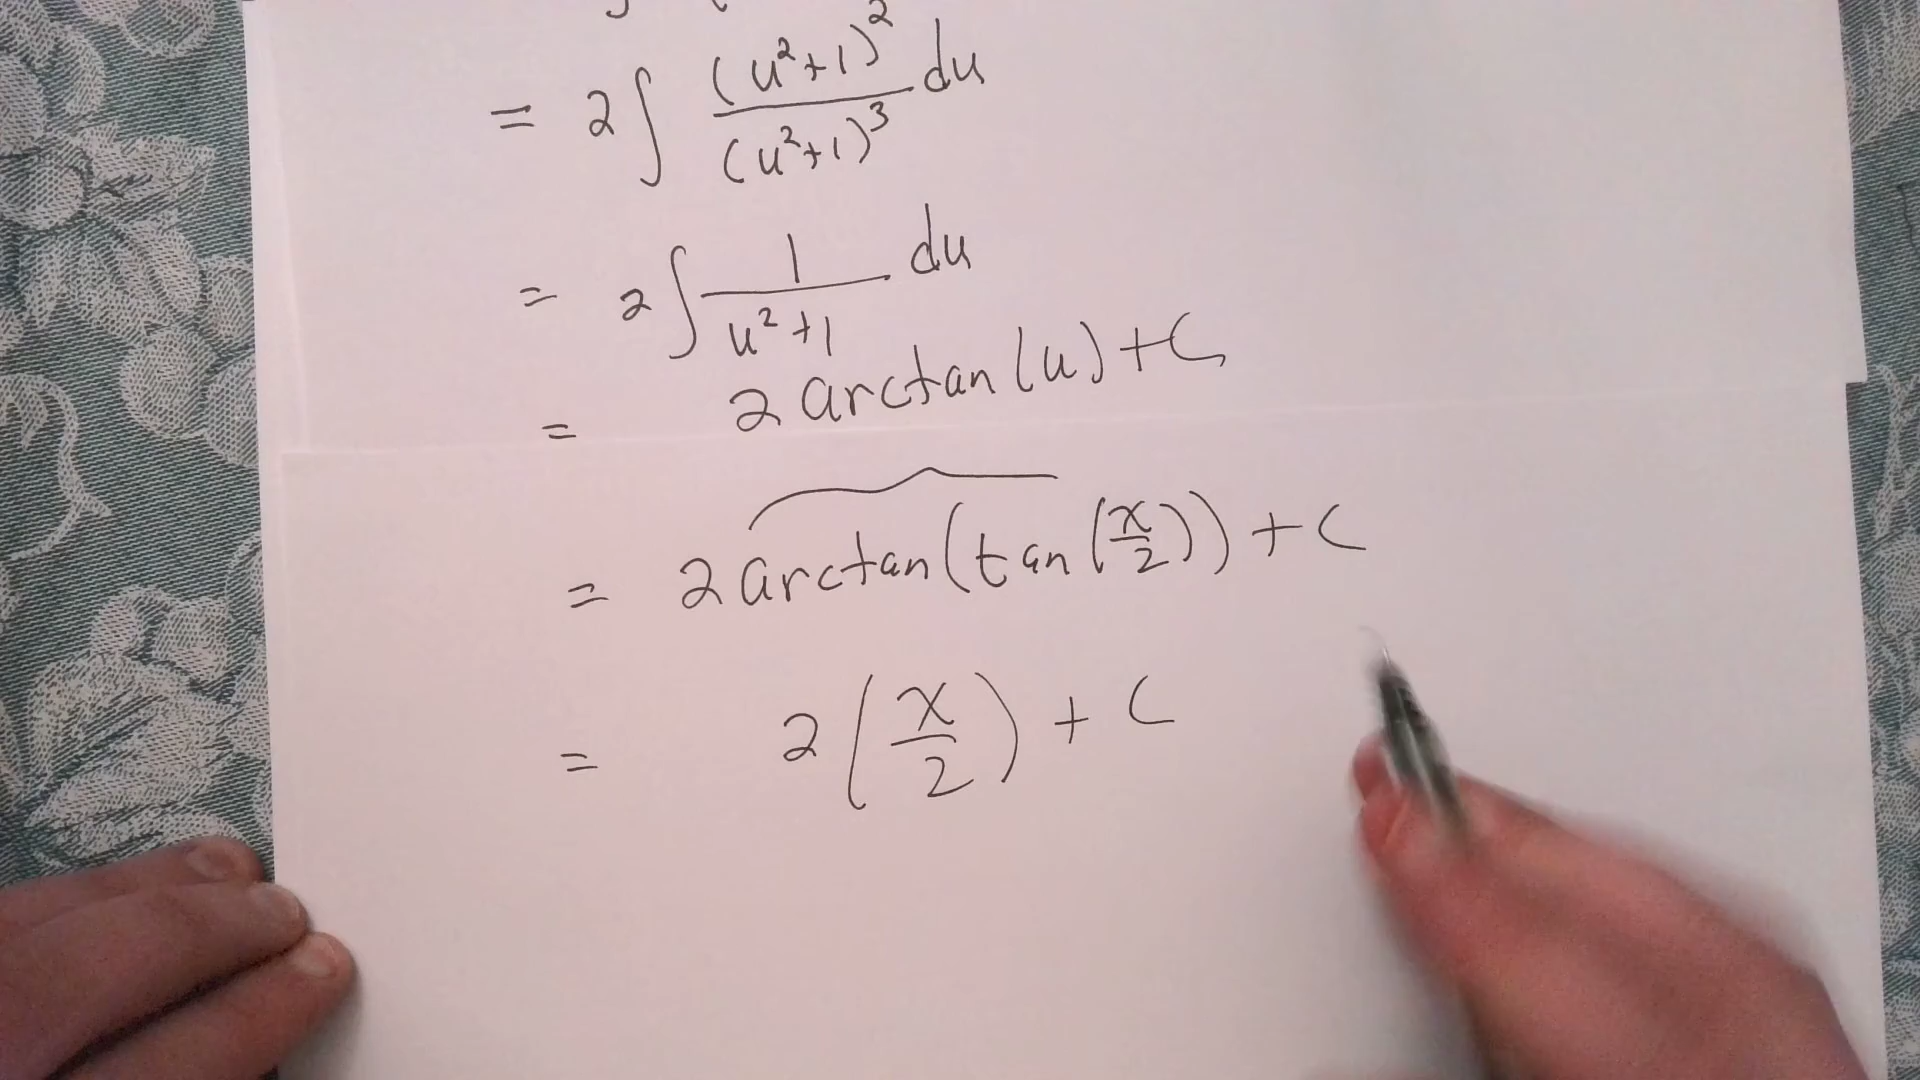 = 2∫ (u²+1)²/(u²+1)³ du
= 2∫ 1/(u²+1) du
= 2 arctan(u) + C
= 2 arctan(tan(x/2)) + C
= 2(x/2) + C